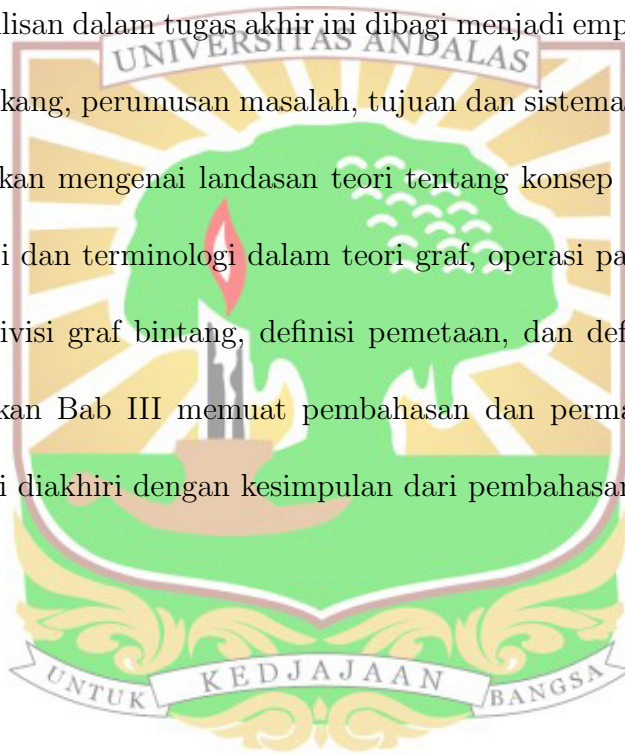 lisan dalam tugas akhir ini dibagi menjadi emp
UNIVERSITAS ANDALAS
kang, perumusan masalah, tujuan dan sistema
kan mengenai landasan teori tentang konsep
i dan terminologi dalam teori graf, operasi pa
ivisi graf bintang, definisi pemetaan, dan def
kan Bab III memuat pembahasan dan perma
i diakhiri dengan kesimpulan dari pembahasan
UNTUK KEDJAJAAN BANGSA